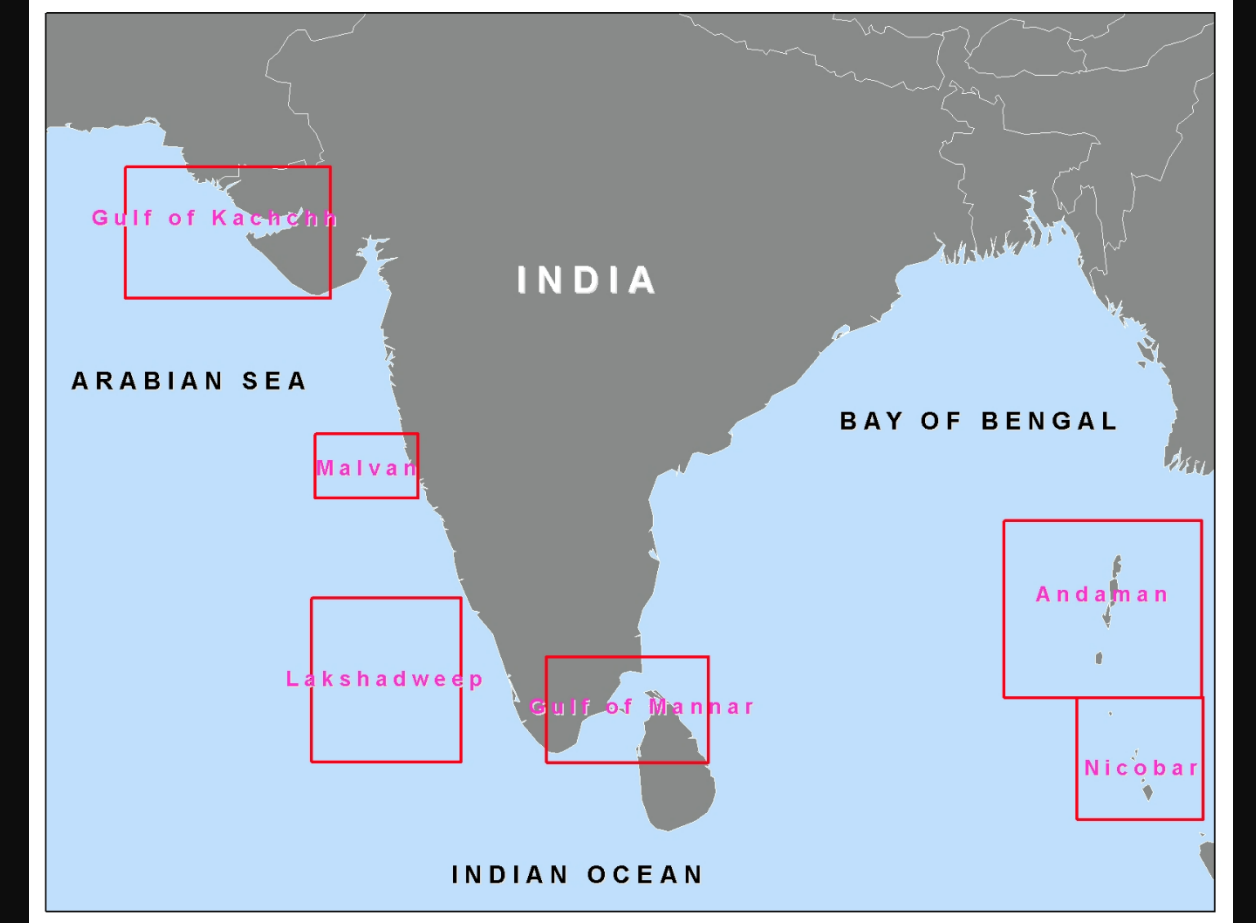 Gulf of Kachchh
INDIA
ARABIAN SEA
BAY OF BENGAL
Malvan
Andaman
Lakshadweep
Gulf of Mannar
Nicobar
INDIAN OCEAN